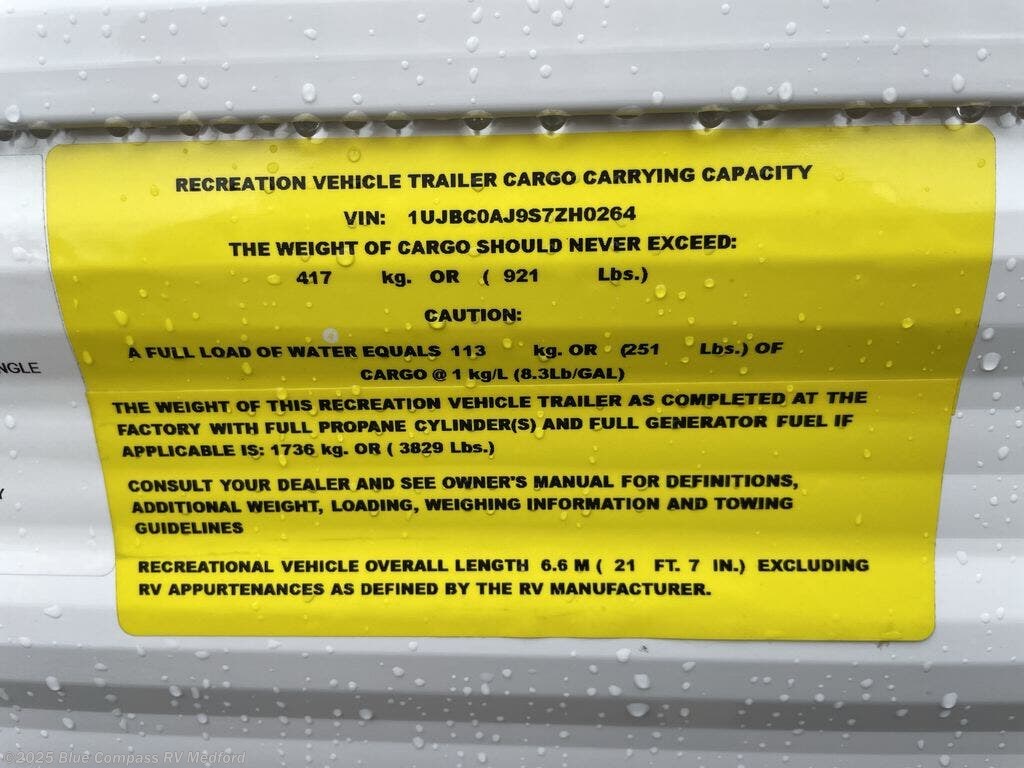 RECREATION VEHICLE TRAILER CARGO CARRYING CAPACITY
VIN: 1UJBC0AJ9S7ZH0264
THE WEIGHT OF CARGO SHOULD NEVER EXCEED:
417 kg. OR ( 921 Lbs.)
CAUTION:
A FULL LOAD OF WATER EQUALS 113 kg. OR (251 Lbs.) OF
CARGO @ 1 kg/L (8.3Lb/GAL)
THE WEIGHT OF THIS RECREATION VEHICLE TRAILER AS COMPLETED AT THE
FACTORY WITH FULL PROPANE CYLINDER(S) AND FULL GENERATOR FUEL IF
APPLICABLE IS: 1736 kg. OR ( 3829 Lbs.)
CONSULT YOUR DEALER AND SEE OWNER'S MANUAL FOR DEFINITIONS,
ADDITIONAL WEIGHT, LOADING, WEIGHING INFORMATION AND TOWING
GUIDELINES
RECREATIONAL VEHICLE OVERALL LENGTH 6.6 M ( 21 FT. 7 IN.) EXCLUDING
RV APPURTENANCES AS DEFINED BY THE RV MANUFACTURER.
NGLE
©2025 Blue Compass RV Medford